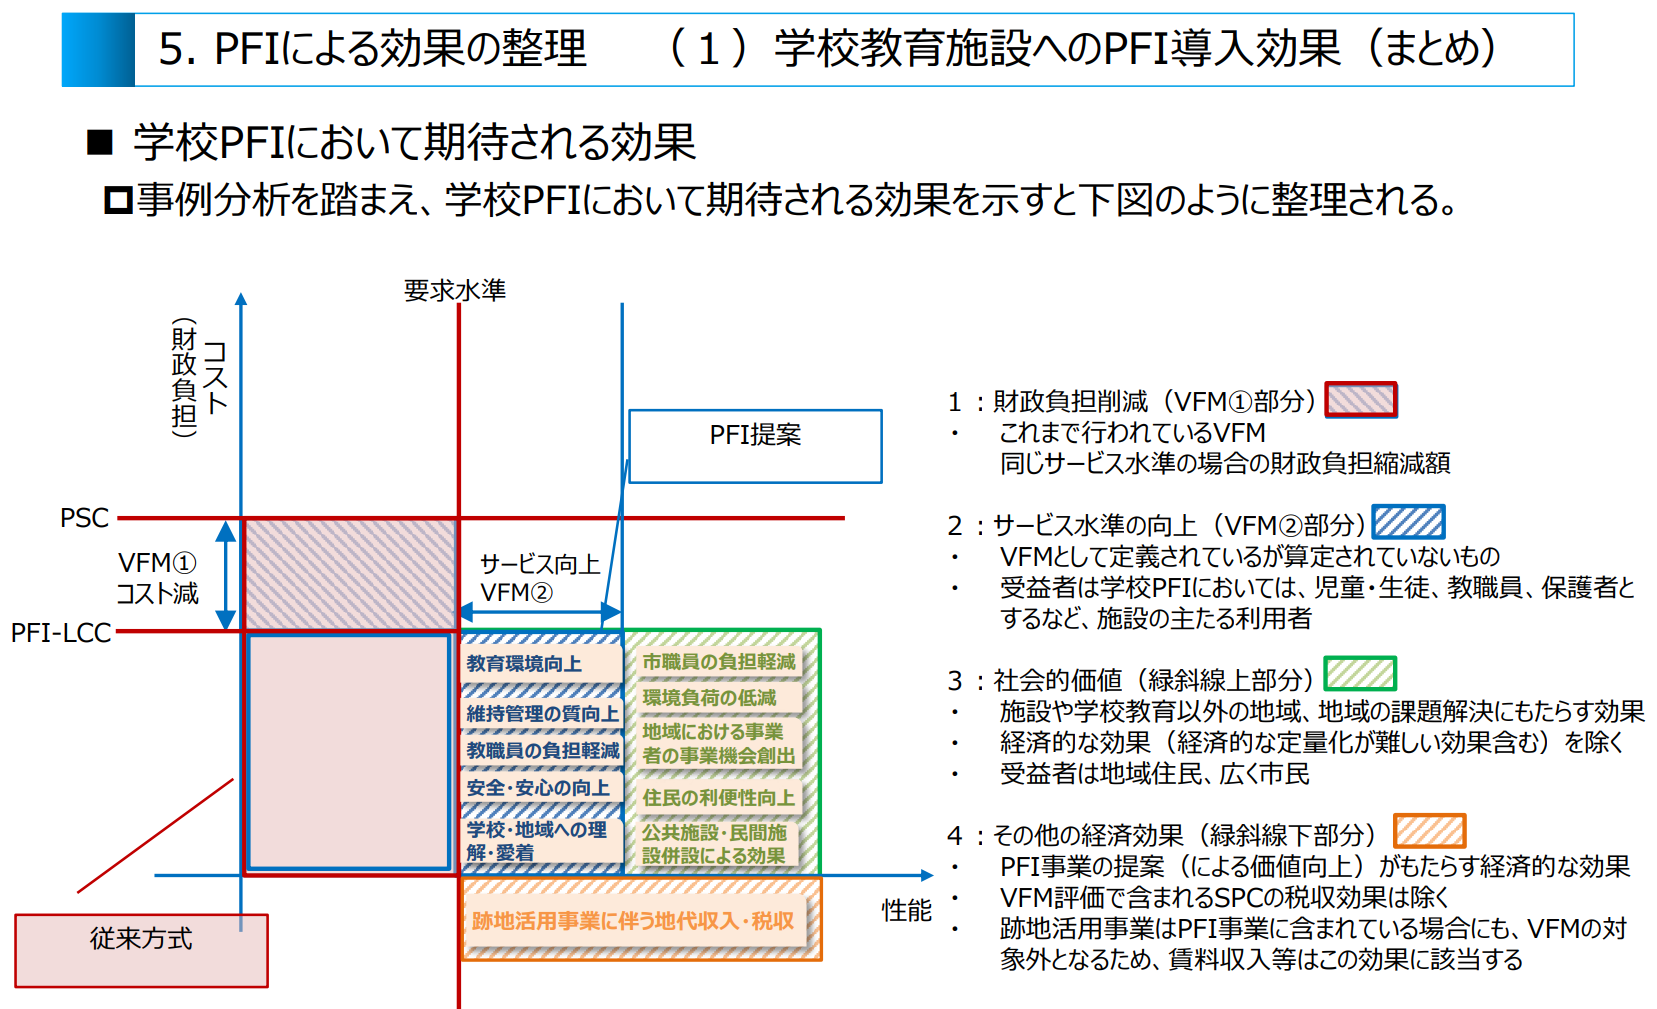 5. PFIによる効果の整理　（１）学校教育施設へのPFI導入効果（まとめ）
■ 学校PFIにおいて期待される効果
事例分析を踏まえ、学校PFIにおいて期待される効果を示すと下図のように整理される。
要求水準
コスト
（財政負担）
PFI提案
PSC
VFM①
コスト減
サービス向上
VFM②
PFI-LCC
教育環境向上
維持管理の質向上
教職員の負担軽減
安全・安心の向上
学校・地域への理
解・愛着
市職員の負担軽減
環境負荷の低減
地域における事業
者の事業機会創出
住民の利便性向上
公共施設・民間施
設併設による効果
跡地活用事業に伴う地代収入・税収
性能
従来方式
1：財政負担削減（VFM①部分）
・ これまで行われているVFM
同じサービス水準の場合の財政負担縮減額
2：サービス水準の向上（VFM②部分）
・ VFMとして定義されているが算定されていないもの
・ 受益者は学校PFIにおいては、児童・生徒、教職員、保護者と
するなど、施設の主たる利用者
3：社会的価値（緑斜線上部分）
・ 施設や学校教育以外の地域、地域の課題解決にもたらす効果
・ 経済的な効果（経済的な定量化が難しい効果含む）を除く
・ 受益者は地域住民、広く市民
4：その他の経済効果（緑斜線下部分）
・ PFI事業の提案（による価値向上）がもたらす経済的な効果
・ VFM評価で含まれるSPCの税収効果は除く
・ 跡地活用事業はPFI事業に含まれている場合にも、VFMの対
象外となるため、賃料収入等はこの効果に該当する